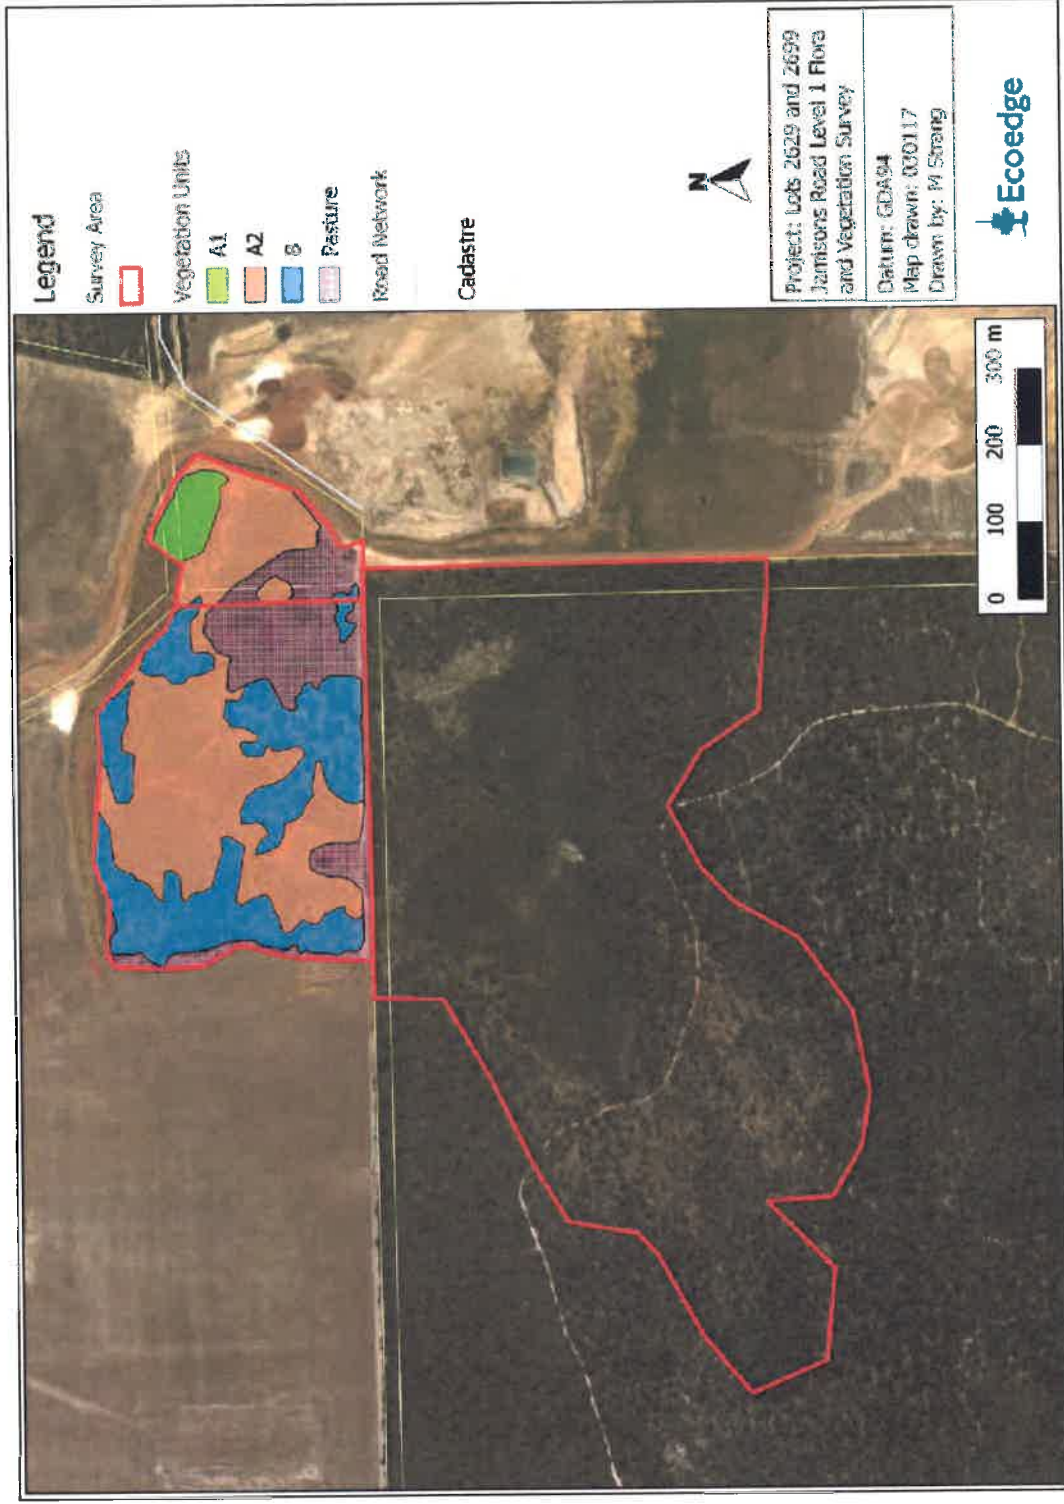 Legend
Survey Area
Vegetation Units
A1
A2
B
Pasture
Road Network
Cadastre
N
Project: Lots 2629 and 2699
Jamisons Road Level 1 Flora
and Vegetation Survey
Datum: GDA94
Map drawn: 030117
Drawn by: M Strang
Ecoedge
0 100 200 300 m